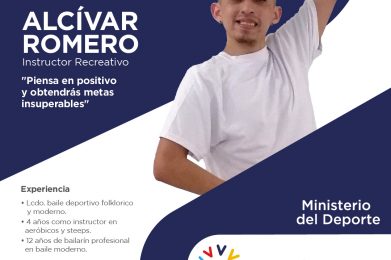 ALCÍVAR
ROMERO
Instructor Recreativo
"Piensa en positivo
y obtendrás metas
insuperables"
Experiencia
• Lcdo. baile deportivo folklorico
y moderno.
• 4 años como instructor en
aeróbicos y steeps.
• 12 años de bailarín profesional
en baile moderno.
Ministerio
del Deporte